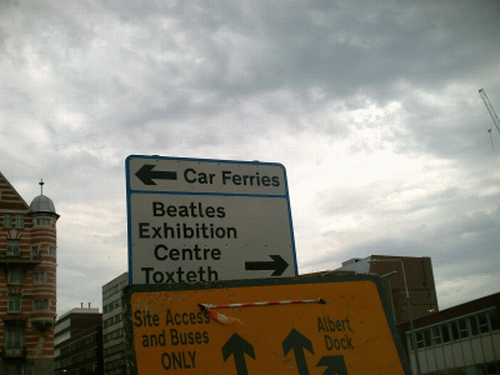 Car Ferries
Beatles
Exhibition
Centre
Toxteth
Site Access
and Buses
ONLY
Albert
Dock